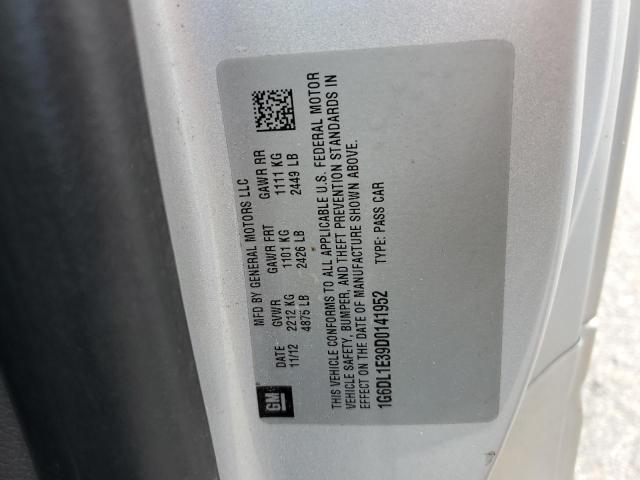 GM
MFD BY GENERAL MOTORS LLC
DATE GVWR GAWR FRT GAWR RR
11/12 2212 KG 1101 KG 1111 KG
4875 LB 2426 LB 2449 LB
THIS VEHICLE CONFORMS TO ALL APPLICABLE U.S. FEDERAL MOTOR
VEHICLE SAFETY, BUMPER, AND THEFT PREVENTION STANDARDS IN
EFFECT ON THE DATE OF MANUFACTURE SHOWN ABOVE.
1G6DL1E39D0141952 TYPE: PASS CAR